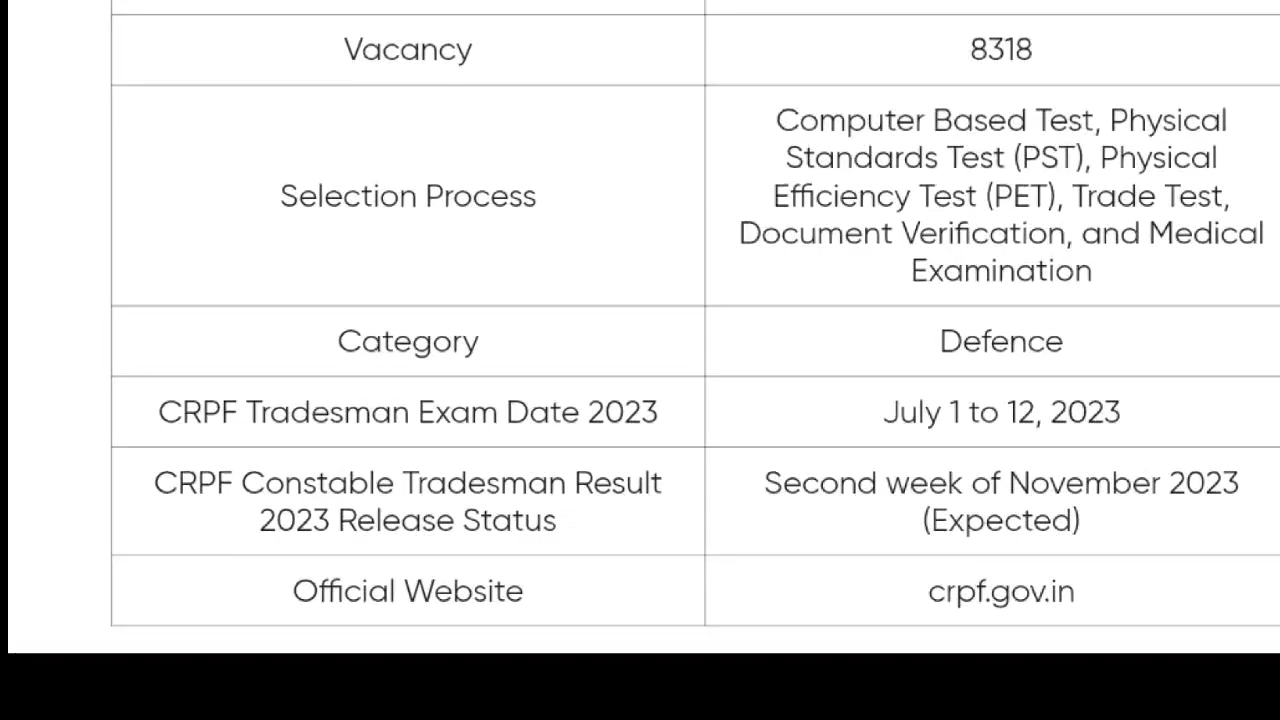 Vacancy
8318
Selection Process
Computer Based Test, Physical
Standards Test (PST), Physical
Efficiency Test (PET), Trade Test,
Document Verification, and Medical
Examination
Category
Defence
CRPF Tradesman Exam Date 2023
July 1 to 12, 2023
CRPF Constable Tradesman Result
2023 Release Status
Second week of November 2023
(Expected)
Official Website
crpf.gov.in